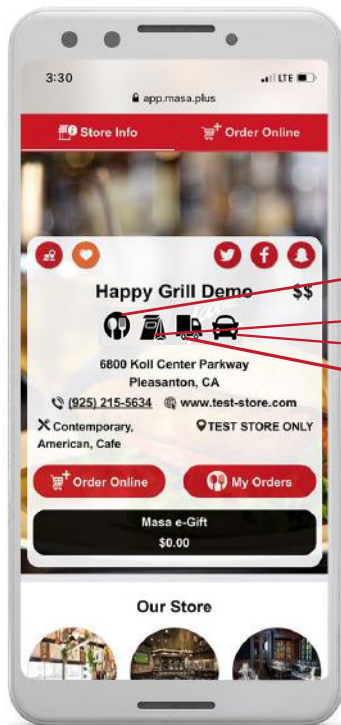 3:30
LTE
app.masa.plus
Store Info
Order Online
Happy Grill Demo $$
6800 Koll Center Parkway
Pleasanton, CA
(925) 215-5634 www.test-store.com
Contemporary, American, Cafe
TEST STORE ONLY
Order Online
My Orders
Masa e-Gift
$0.00
Our Store